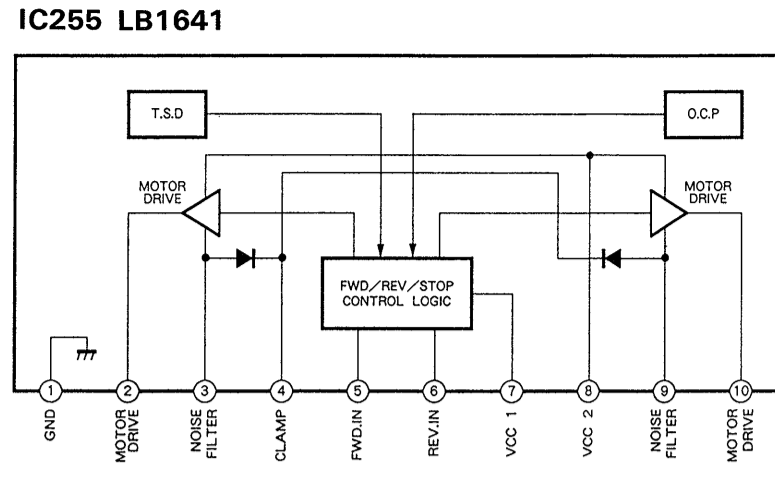 IC255 LB1641
T.S.D
O.C.P
MOTOR
DRIVE
MOTOR
DRIVE
FWD/REV/STOP
CONTROL LOGIC
1
2
3
4
5
6
7
8
9
10
GND
MOTOR
DRIVE
NOISE
FILTER
CLAMP
FWD.IN
REV.IN
VCC 1
VCC 2
NOISE
FILTER
MOTOR
DRIVE